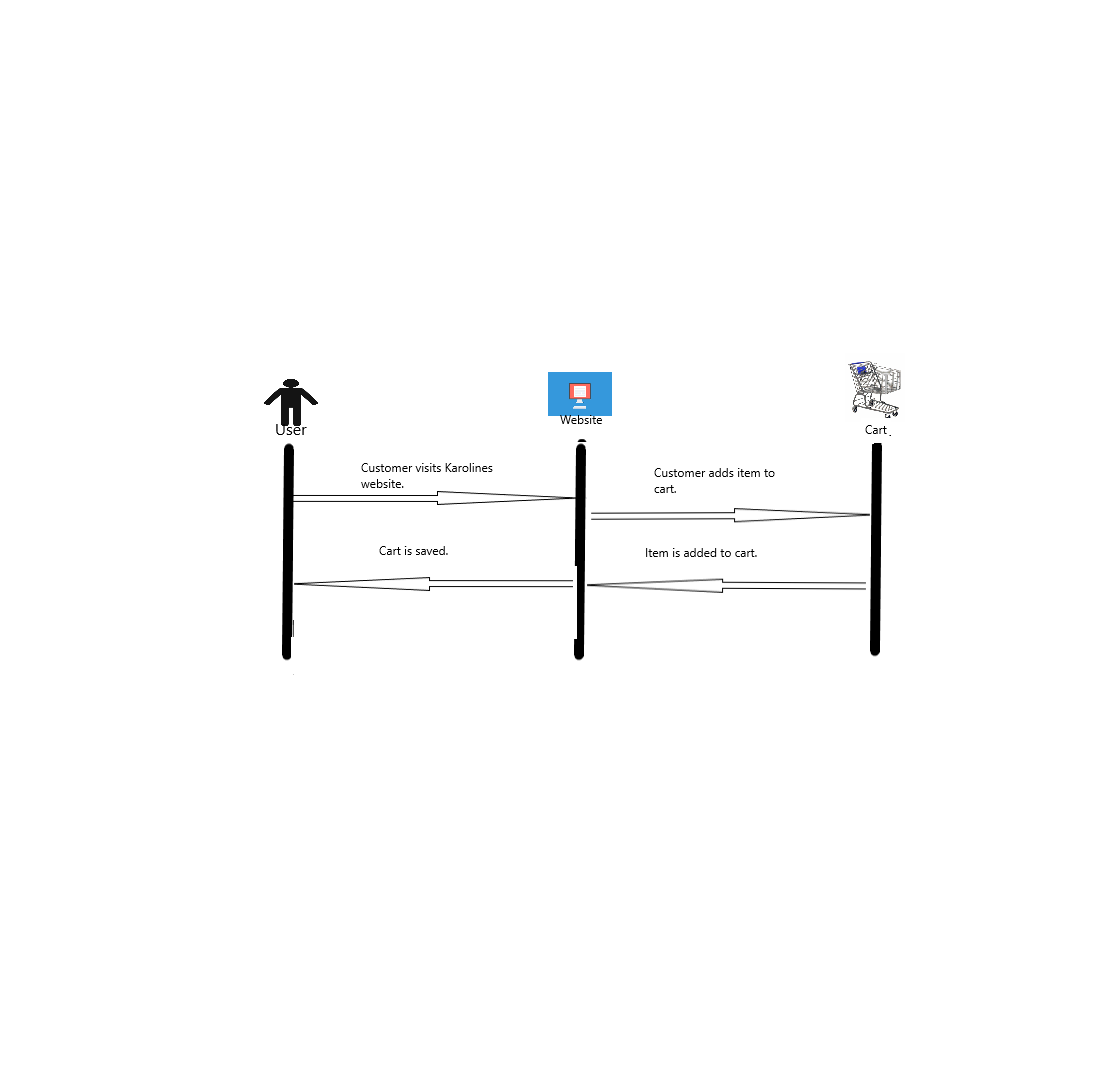 User
Website
Cart
Customer visits Karolines
website.
Customer adds item to
cart.
Cart is saved.
Item is added to cart.